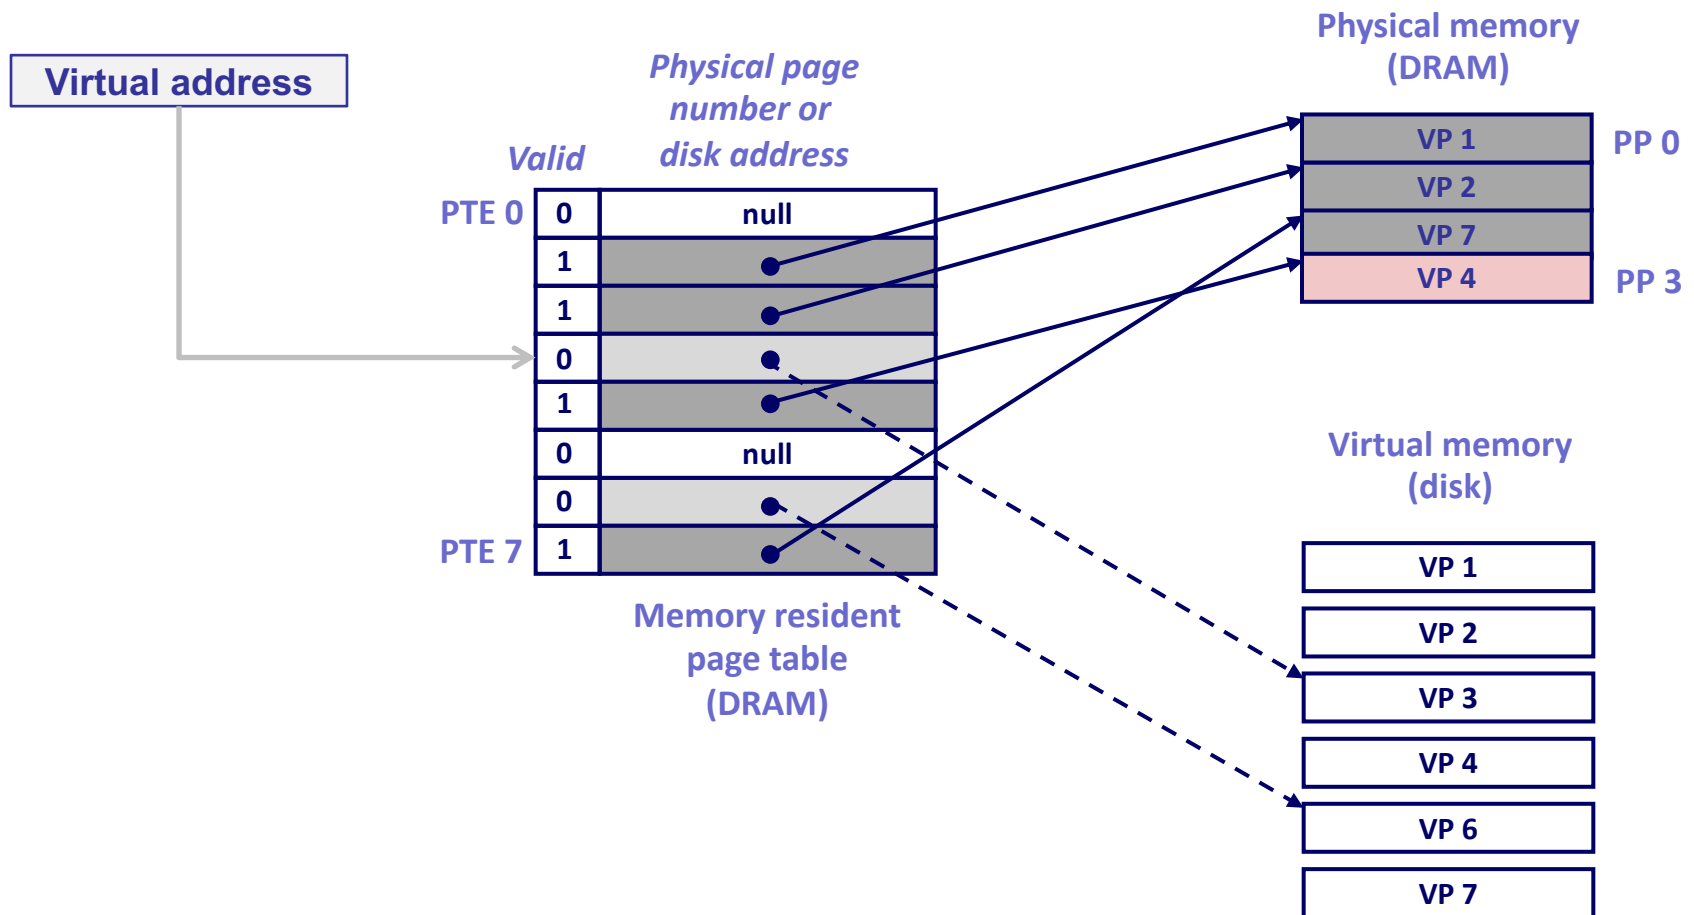 Virtual address
Physical page
number or
disk address
Valid
PTE 0
0
null
1
1
0
1
0
null
0
PTE 7
1
Memory resident
page table
(DRAM)
Physical memory
(DRAM)
VP 1
PP 0
VP 2
VP 7
VP 4
PP 3
Virtual memory
(disk)
VP 1
VP 2
VP 3
VP 4
VP 6
VP 7